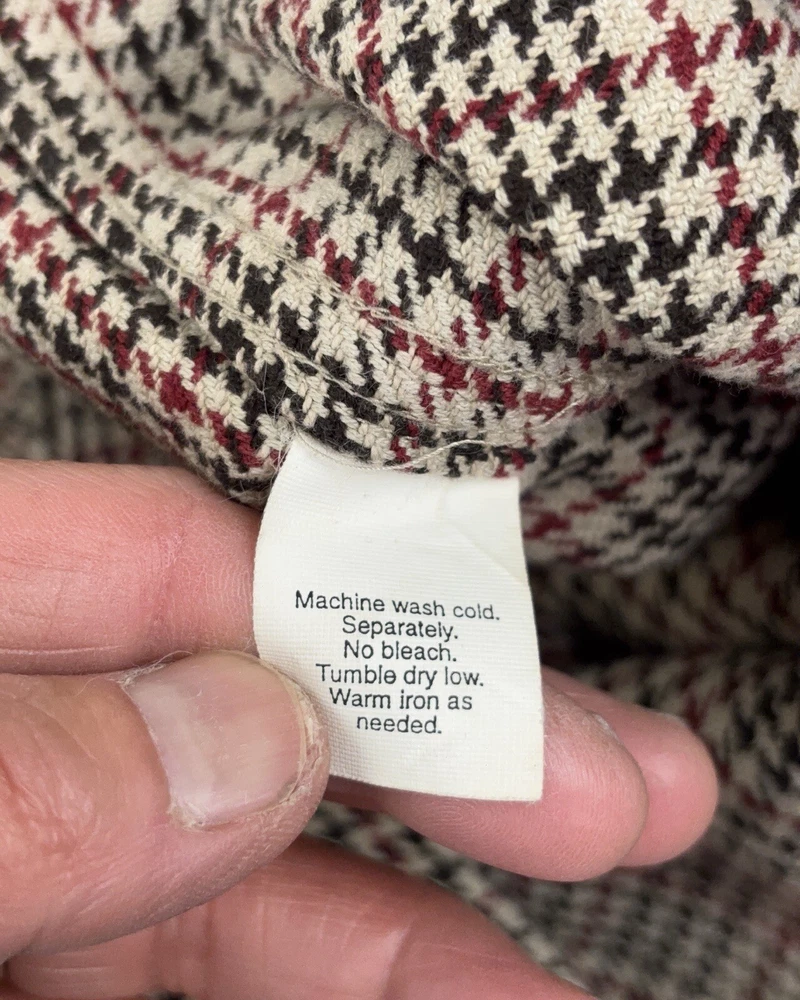 Machine wash cold.
Separately.
No bleach.
Tumble dry low.
Warm iron as
needed.